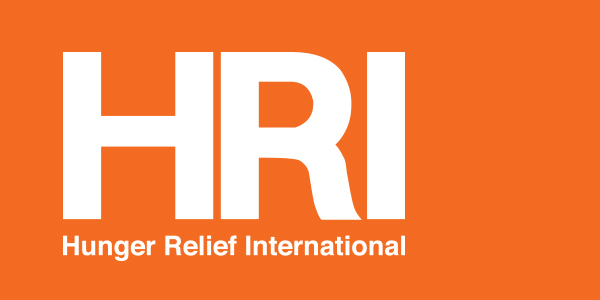 HRI
Hunger Relief International